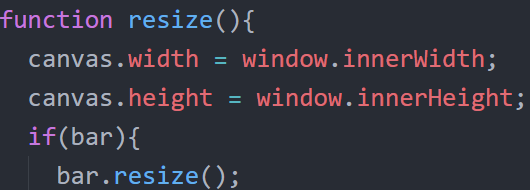 function resize(){
canvas.width = window.innerWidth;
canvas.height = window.innerHeight;
if(bar){
bar.resize();